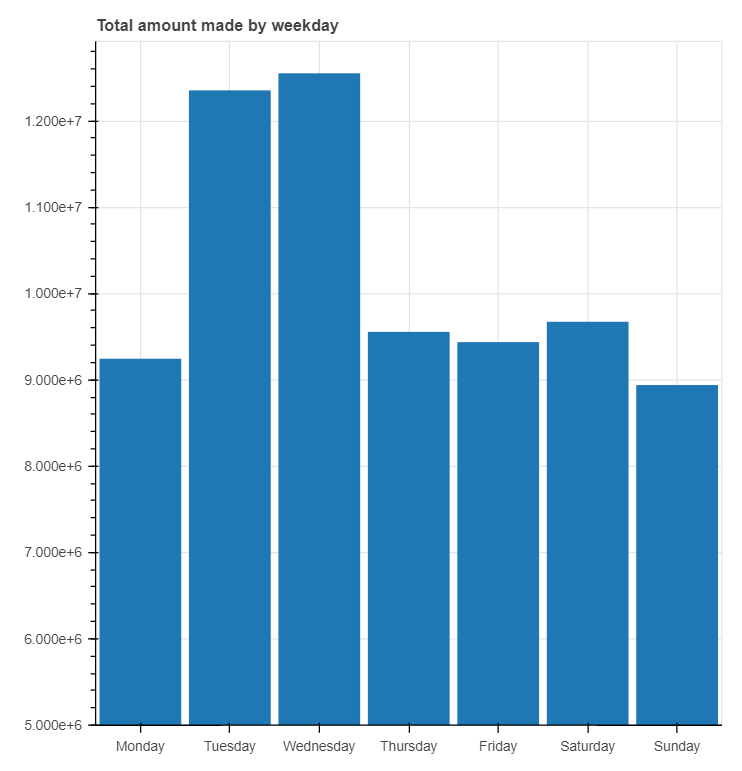 Total amount made by weekday
1.200e+7
1.100e+7
1.000e+7
9.000e+6
8.000e+6
7.000e+6
6.000e+6
5.000e+6
Monday Tuesday Wednesday Thursday Friday Saturday Sunday